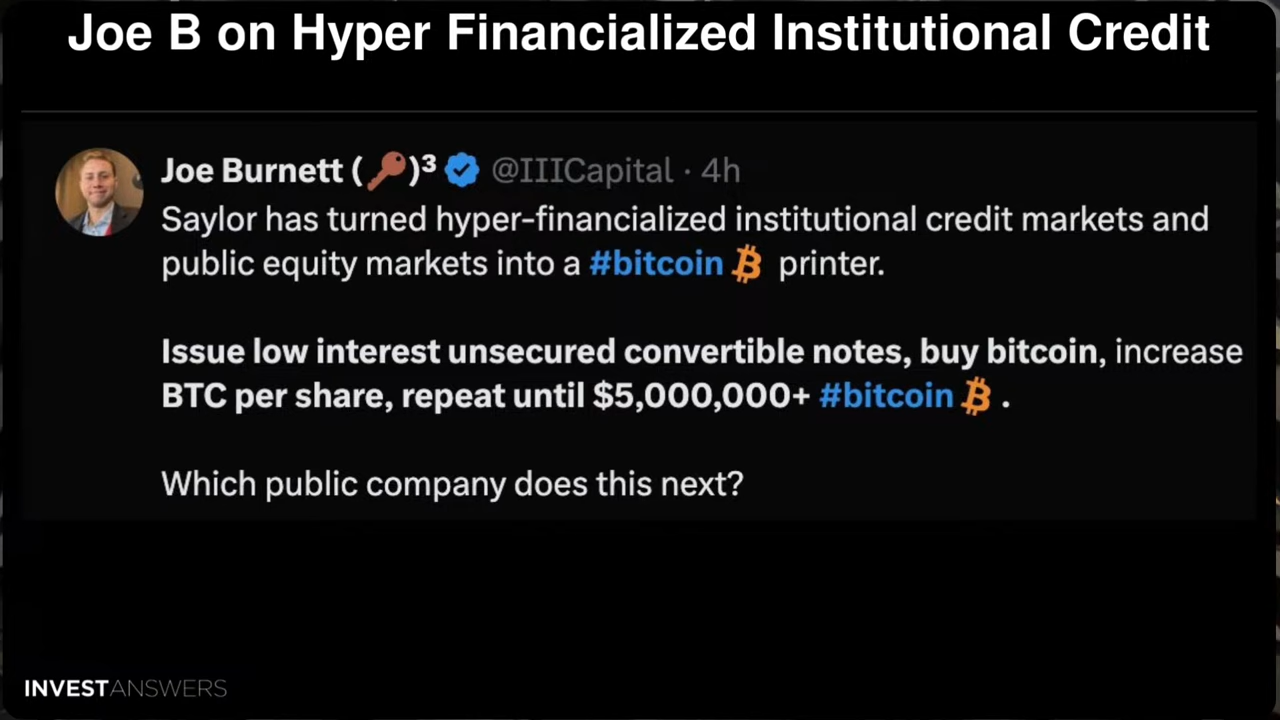 Joe B on Hyper Financialized Institutional Credit
Joe Burnett (🔑)³ @IIICapital · 4h
Saylor has turned hyper-financialized institutional credit markets and
public equity markets into a #bitcoin₿ printer.
Issue low interest unsecured convertible notes, buy bitcoin, increase
BTC per share, repeat until $5,000,000+ #bitcoin₿ .
Which public company does this next?
INVESTANSWERS